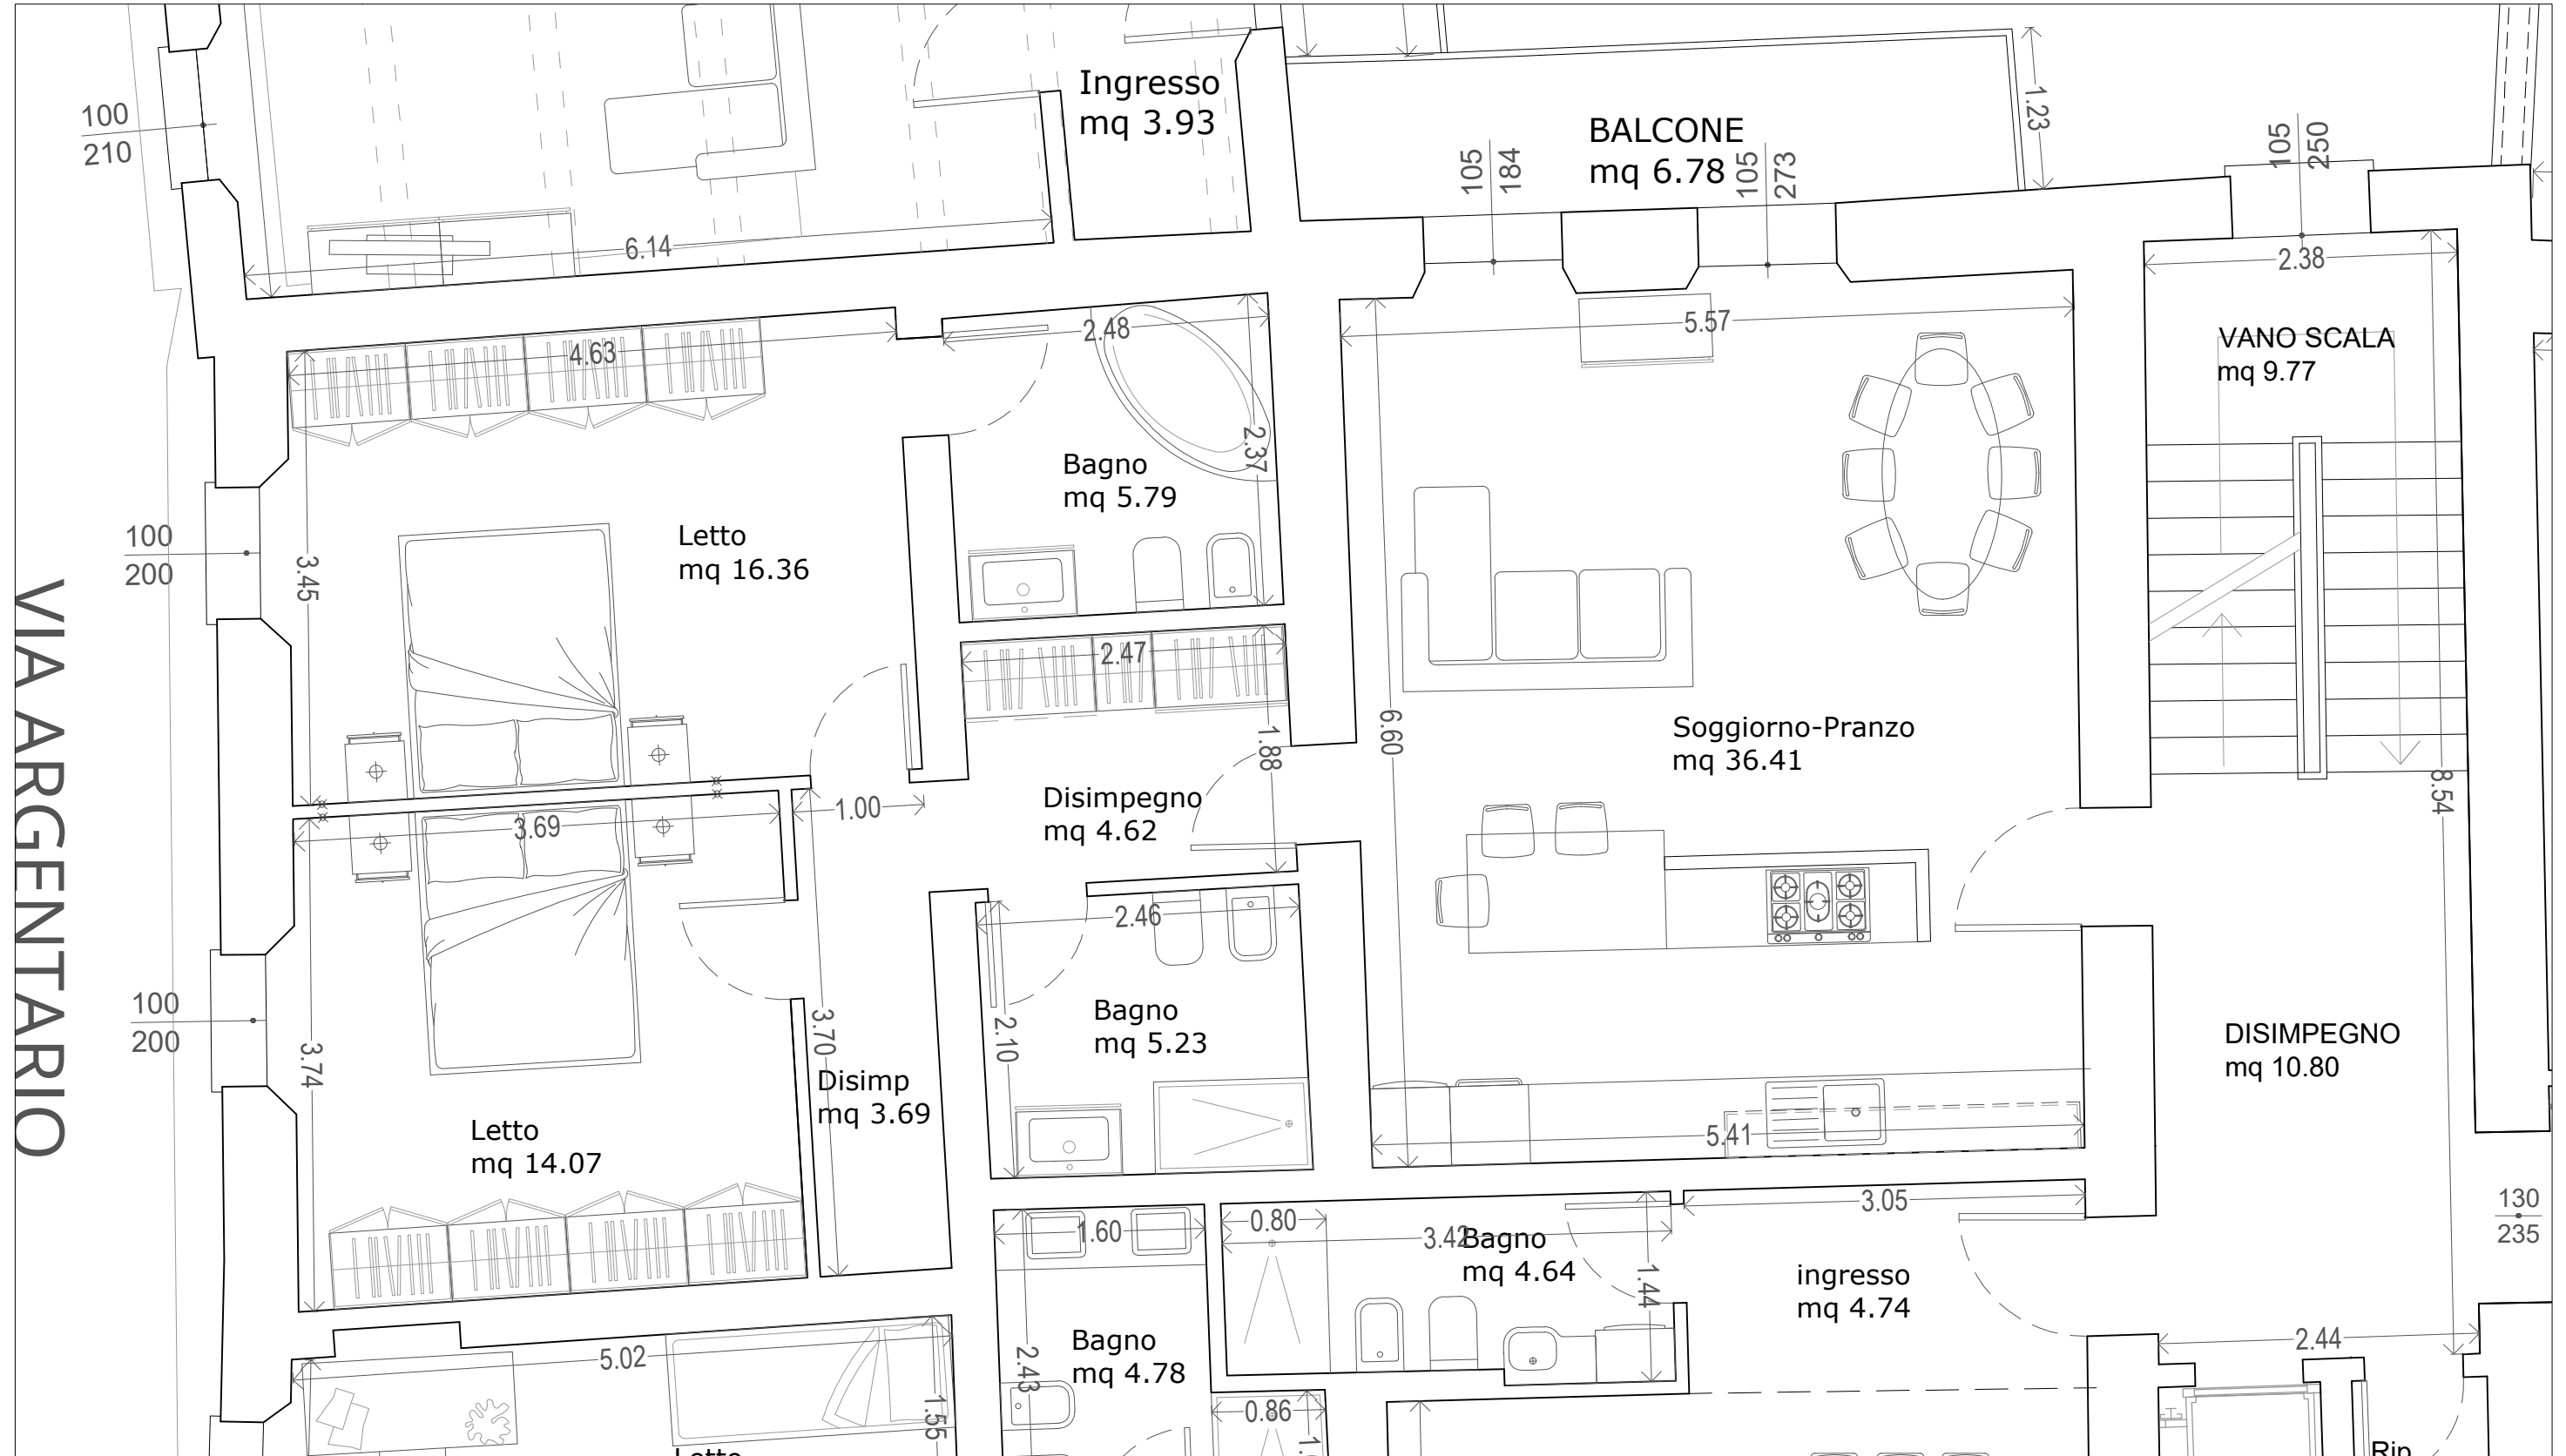 Ingresso
mq 3.93
100
210
BALCONE
mq 6.78
1.23
105
184
105
273
105
250
6.14
2.38
4.63
2.48
5.57
VANO SCALA
mq 9.77
2.37
Bagno
mq 5.79
Letto
mq 16.36
100
200
3.45
VIA ARGENTARIO
2.47
6.60
1.88
Soggiorno-Pranzo
mq 36.41
8.54
Disimpegno
mq 4.62
1.00
3.69
2.46
100
200
3.74
3.70
2.10
Bagno
mq 5.23
DISIMPEGNO
mq 10.80
Disimp
mq 3.69
Letto
mq 14.07
5.41
130
235
1.60
0.80
3.42
Bagno
mq 4.64
1.44
3.05
ingresso
mq 4.74
2.44
5.02
1.55
2.43
Bagno
mq 4.78
0.86
Letto
Rip